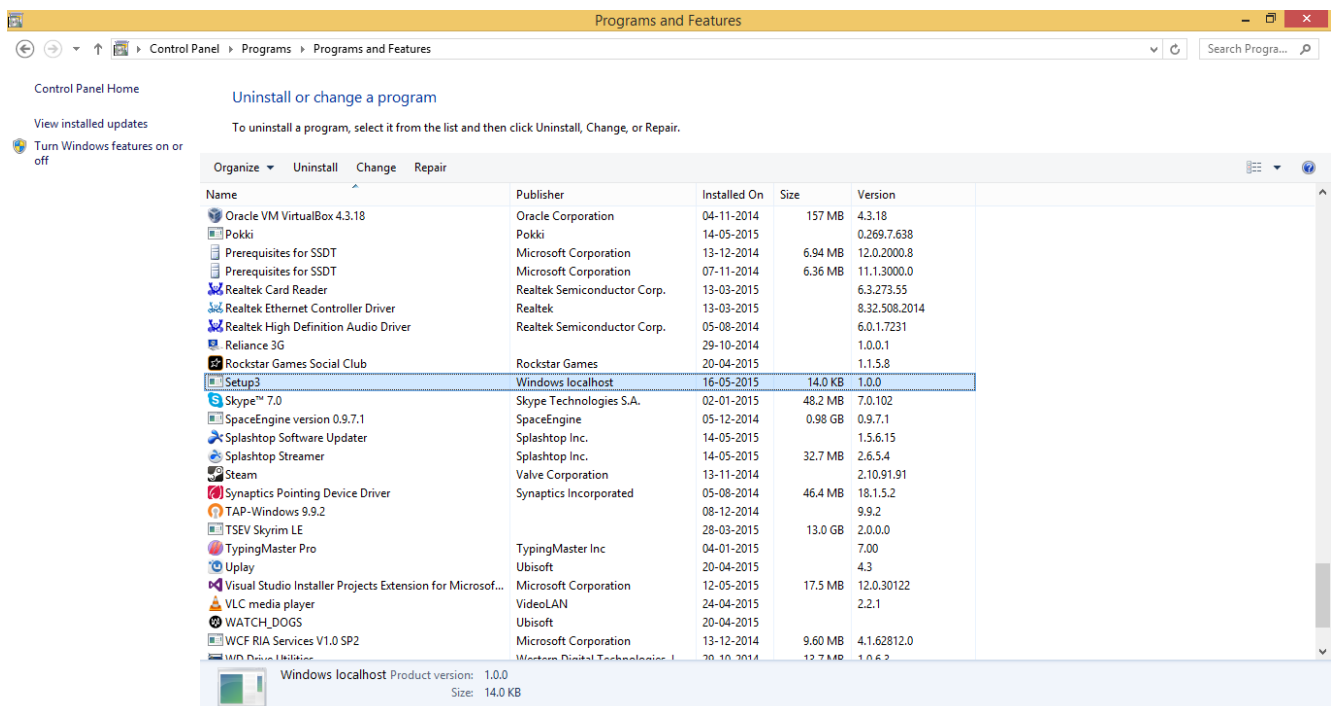 Programs and Features
Control Panel Programs Programs and Features Search Progra...
Control Panel Home
View installed updates
Turn Windows features on or
off
Uninstall or change a program
To uninstall a program, select it from the list and then click Uninstall, Change, or Repair.
Organize Uninstall Change Repair
Name Publisher Installed On Size Version
Oracle VM VirtualBox 4.3.18 Oracle Corporation 04-11-2014 157 MB 4.3.18
Pokki Pokki 14-05-2015 0.269.7.638
Prerequisites for SSDT Microsoft Corporation 13-12-2014 6.94 MB 12.0.2000.8
Prerequisites for SSDT Microsoft Corporation 07-11-2014 6.36 MB 11.1.3000.0
Realtek Card Reader Realtek Semiconductor Corp. 13-03-2015 6.3.273.55
Realtek Ethernet Controller Driver Realtek 13-03-2015 8.32.508.2014
Realtek High Definition Audio Driver Realtek Semiconductor Corp. 05-08-2014 6.0.1.7231
Reliance 3G 29-10-2014 1.0.0.1
Rockstar Games Social Club Rockstar Games 20-04-2015 1.1.5.8
Setup3 Windows localhost 16-05-2015 14.0 KB 1.0.0
Skype™ 7.0 Skype Technologies S.A. 02-01-2015 48.2 MB 7.0.102
SpaceEngine version 0.9.7.1 SpaceEngine 05-12-2014 0.98 GB 0.9.7.1
Splashtop Software Updater Splashtop Inc. 14-05-2015 1.5.6.15
Splashtop Streamer Splashtop Inc. 14-05-2015 32.7 MB 2.6.5.4
Steam Valve Corporation 13-11-2014 2.10.91.91
Synaptics Pointing Device Driver Synaptics Incorporated 05-08-2014 46.4 MB 18.1.5.2
TAP-Windows 9.9.2 08-12-2014 9.9.2
TSEV Skyrim LE 28-03-2015 13.0 GB 2.0.0.0
TypingMaster Pro TypingMaster Inc 04-01-2015 7.00
Uplay Ubisoft 20-04-2015 4.3
Visual Studio Installer Projects Extension for Microsof... Microsoft Corporation 12-05-2015 17.5 MB 12.0.30122
VLC media player VideoLAN 24-04-2015 2.2.1
WATCH_DOGS Ubisoft 20-04-2015
WCF RIA Services V1.0 SP2 Microsoft Corporation 13-12-2014 9.60 MB 4.1.62812.0
WD Drive Utilities Western Digital Technologies, I... 29-10-2014 13.7 MB 1.0.6.3
Windows localhost Product version: 1.0.0
Size: 14.0 KB